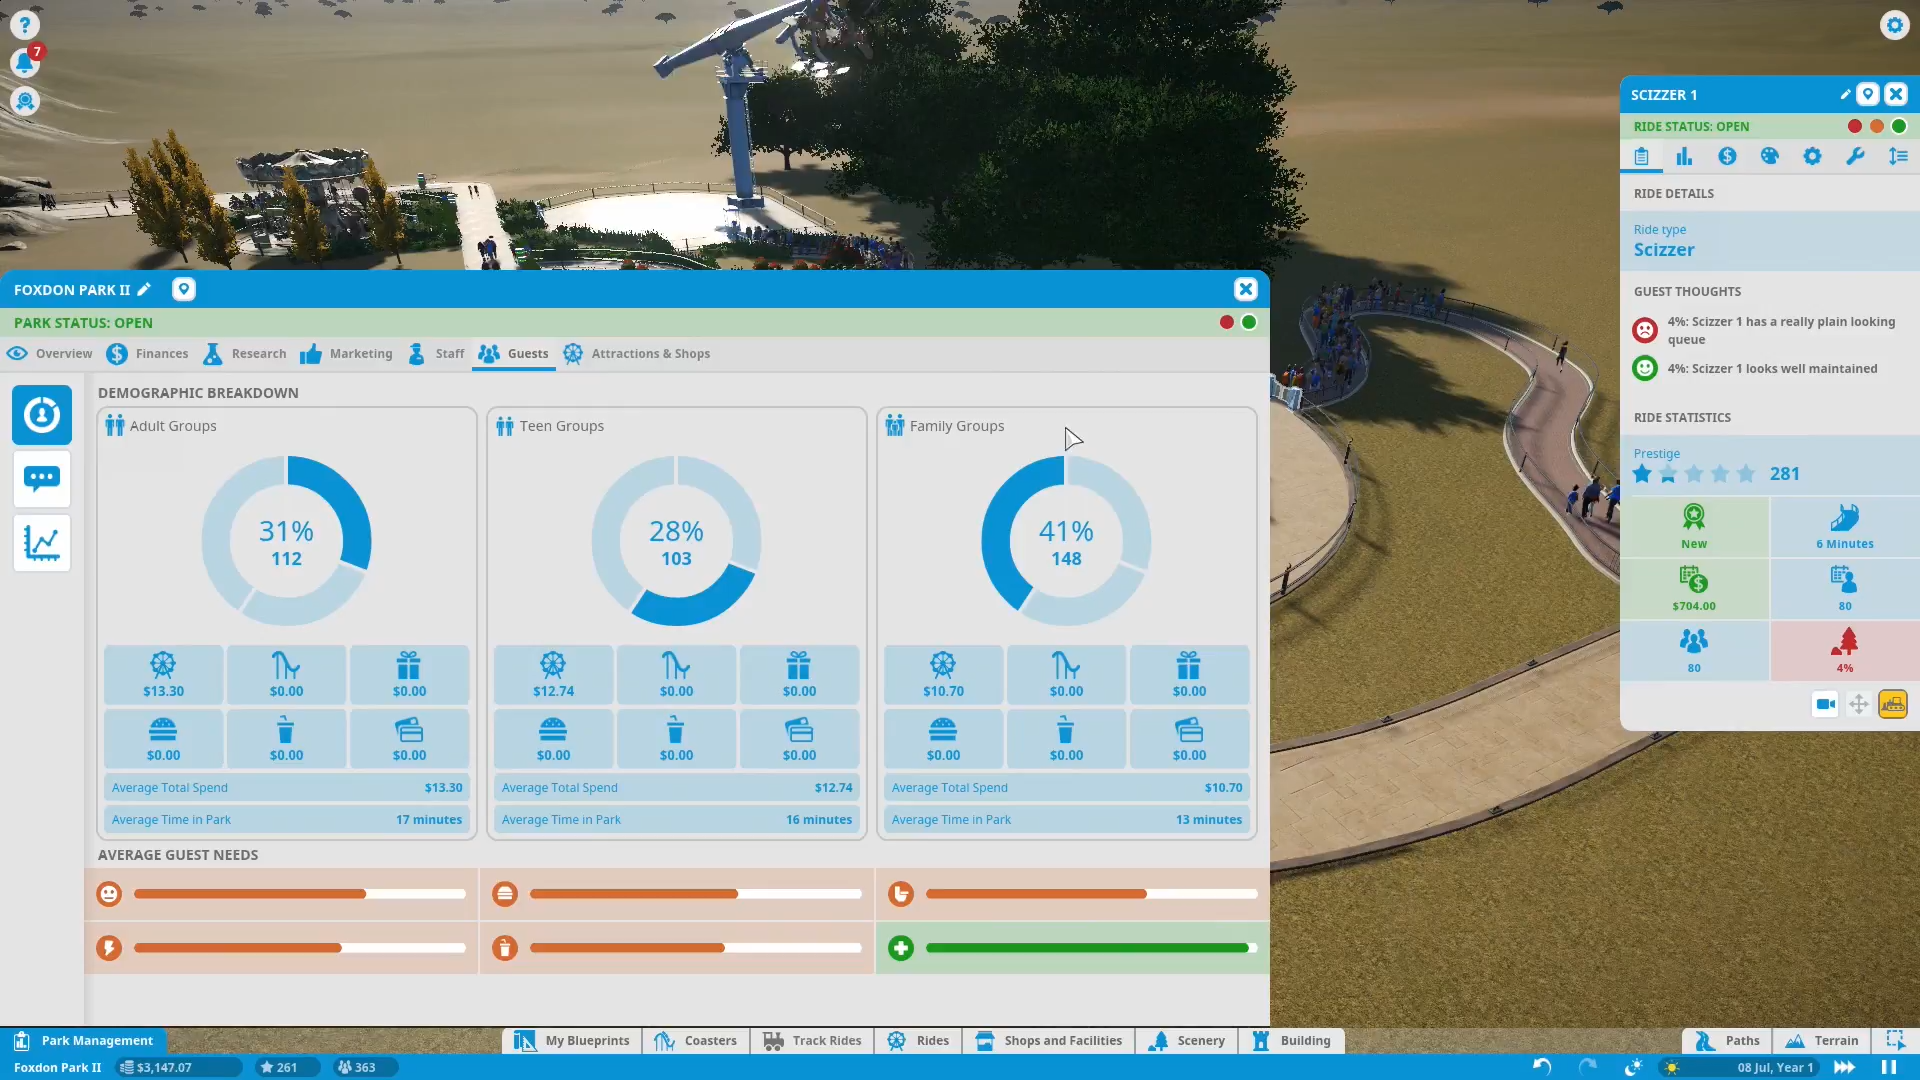 ?
7
SCIZZER 1
RIDE STATUS: OPEN
RIDE DETAILS
Ride type
Scizzer
GUEST THOUGHTS
4%: Scizzer 1 has a really plain looking
queue
4%: Scizzer 1 looks well maintained
RIDE STATISTICS
Prestige
281
New
6 Minutes
$704.00
80
80
4%
FOXDON PARK II
PARK STATUS: OPEN
Overview
Finances
Research
Marketing
Staff
Guests
Attractions & Shops
DEMOGRAPHIC BREAKDOWN
Adult Groups
31%
112
$13.30
$0.00
$0.00
$0.00
$0.00
$0.00
Average Total Spend $13.30
Average Time in Park 17 minutes
Teen Groups
28%
103
$12.74
$0.00
$0.00
$0.00
$0.00
$0.00
Average Total Spend $12.74
Average Time in Park 16 minutes
Family Groups
41%
148
$10.70
$0.00
$0.00
$0.00
$0.00
$0.00
Average Total Spend $10.70
Average Time in Park 13 minutes
AVERAGE GUEST NEEDS
Park Management
My Blueprints
Coasters
Track Rides
Rides
Shops and Facilities
Scenery
Building
Paths
Terrain
Foxdon Park II
$3,147.07
261
363
08 Jul, Year 1